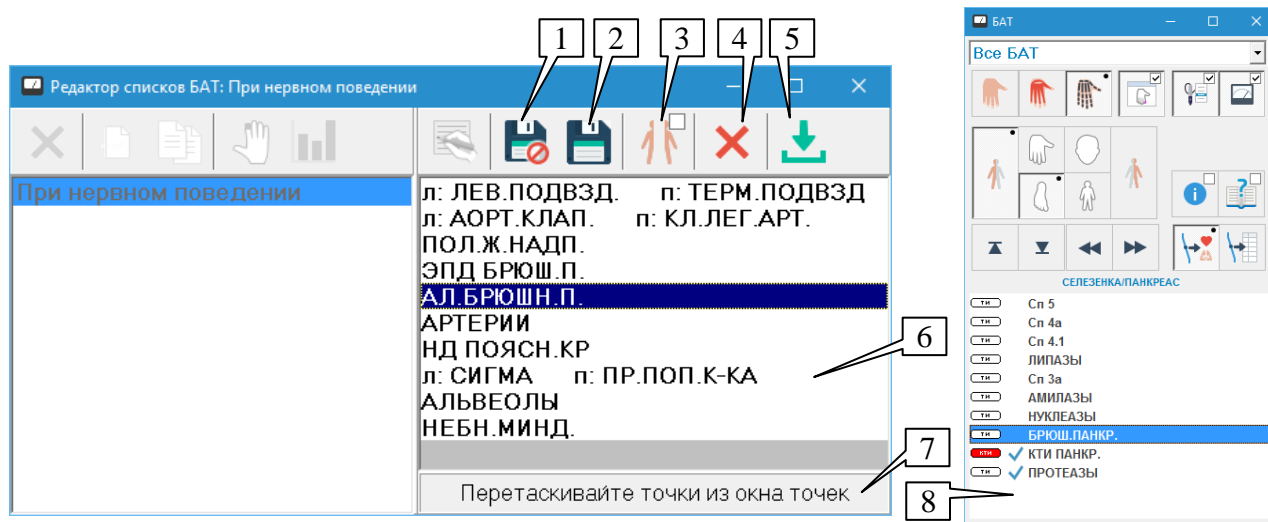 1 2 3 4 5
Редактор списков БАТ: При нервном поведении
При нервном поведении
л: ЛЕВ.ПОДВЗД. п: ТЕРМ.ПОДВЗД
л: АОРТ.КЛАП. п: КЛ.ЛЕГ.АРТ.
ПОЛ.Ж.НАДП.
ЭПД БРЮШ.П.
АЛ.БРЮШН.П.
АРТЕРИИ
НД ПОЯСН.КР
л: СИГМА п: ПР.ПОП.К-КА
АЛЬВЕОЛЫ
НЕБН.МИНД.
Перетаскивайте точки из окна точек
6
7
8
БАТ
Все БАТ
СЕЛЕЗЕНКА/ПАНКРЕАС
ти Сп 5
ти Сп 4а
ти Сп 4.1
ти ЛИПАЗЫ
ти Сп 3а
ти АМИЛАЗЫ
ти НУКЛЕАЗЫ
ти БРЮШ.ПАНКР.
кти КТИ ПАНКР.
ти ПРОТЕАЗЫ